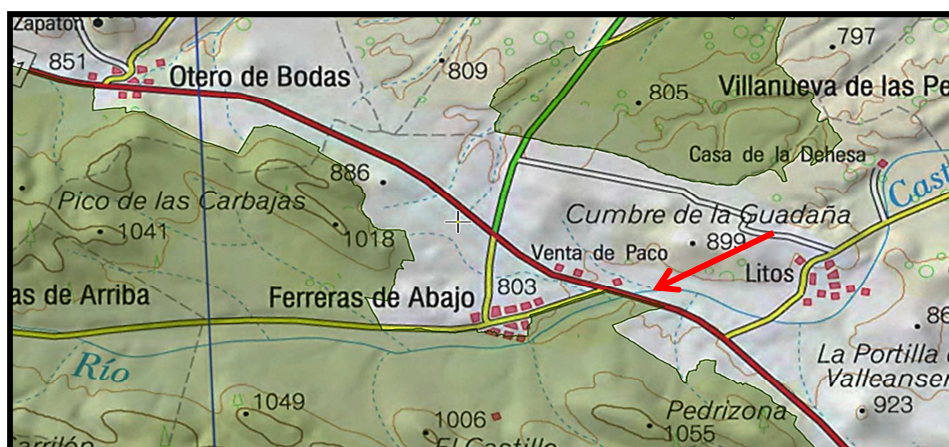 Zapatón
851
Otero de Bodas
809
797
805
Villanueva de las Pe
Casa de la Dehesa
Cast
886
Pico de las Carbajas
1041
1018
Cumbre de la Guadaña
899
Venta de Paco
Litos
as de Arriba
Ferreras de Abajo
803
86
Río
La Portilla
Valleanser
923
1049
1006
El Castillo
Pedrizona
1055
Carrilón